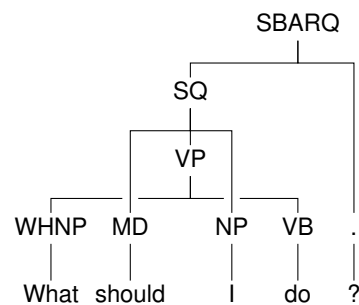 SBARQ
SQ
VP
WHNP MD NP VB .
What should I do ?